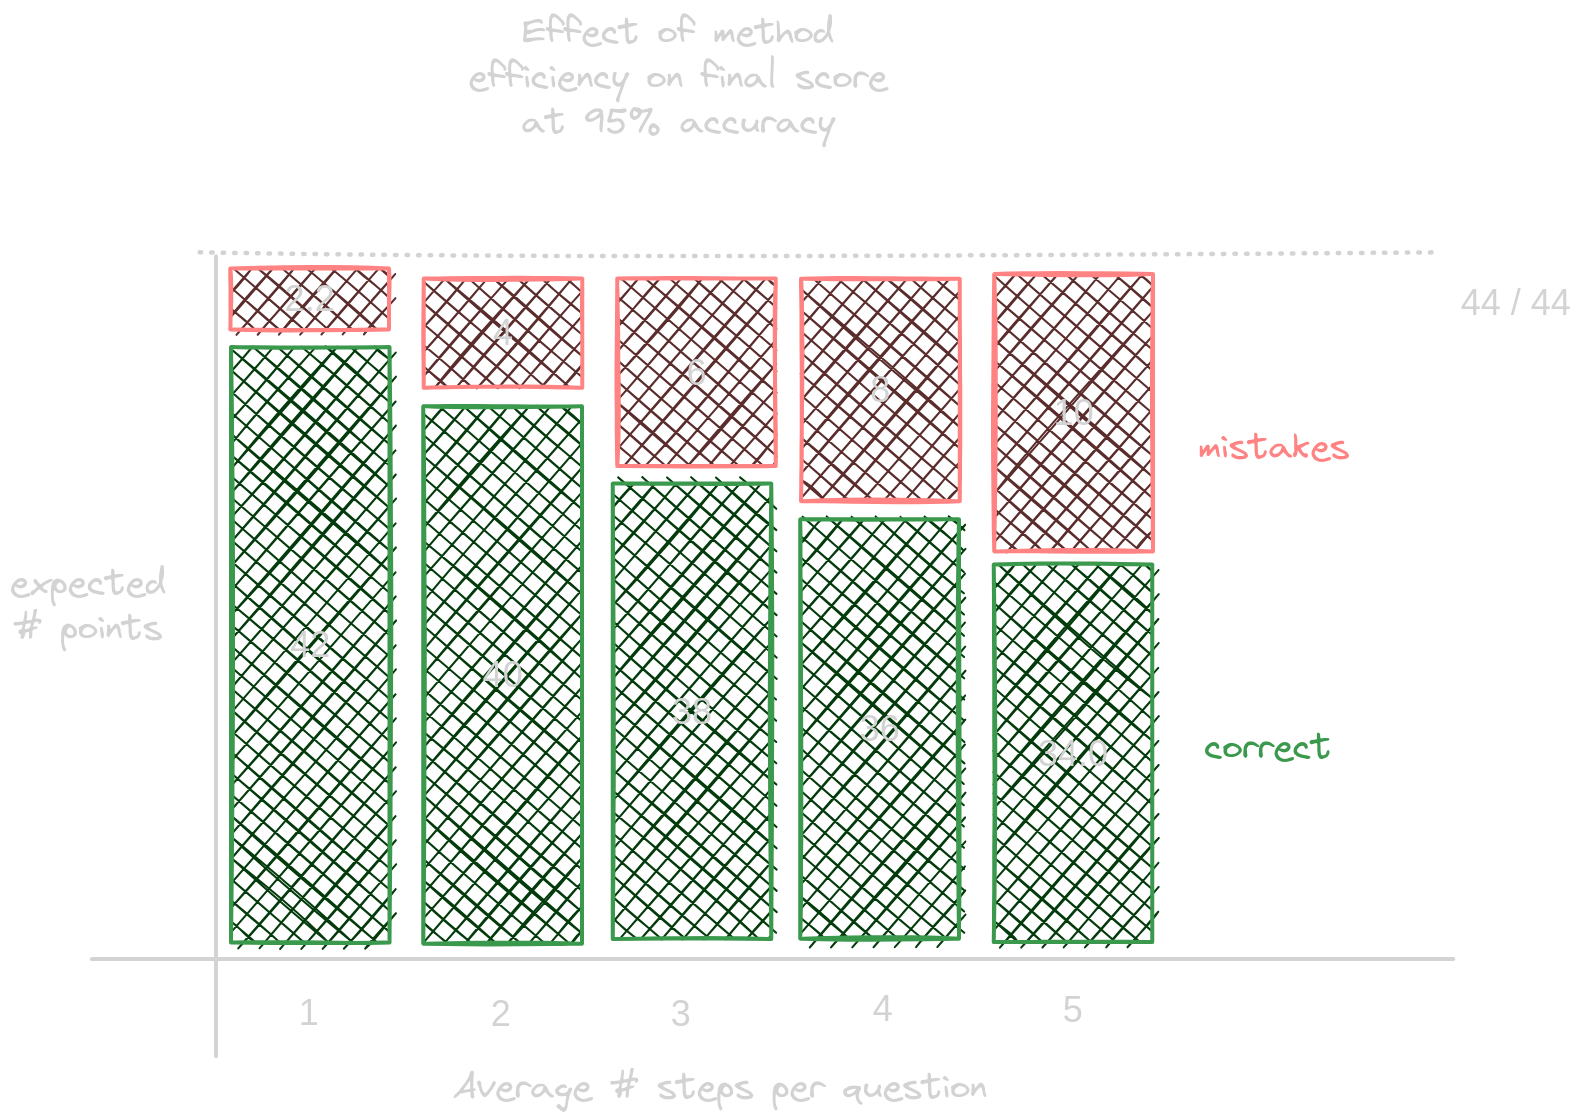 Effect of method
efficiency on final score
at 95% accuracy
44 / 44
2.2
4
6
8
10
mistakes
expected
# points
42
40
38
36
34.0
correct
1
2
3
4
5
Average # steps per question